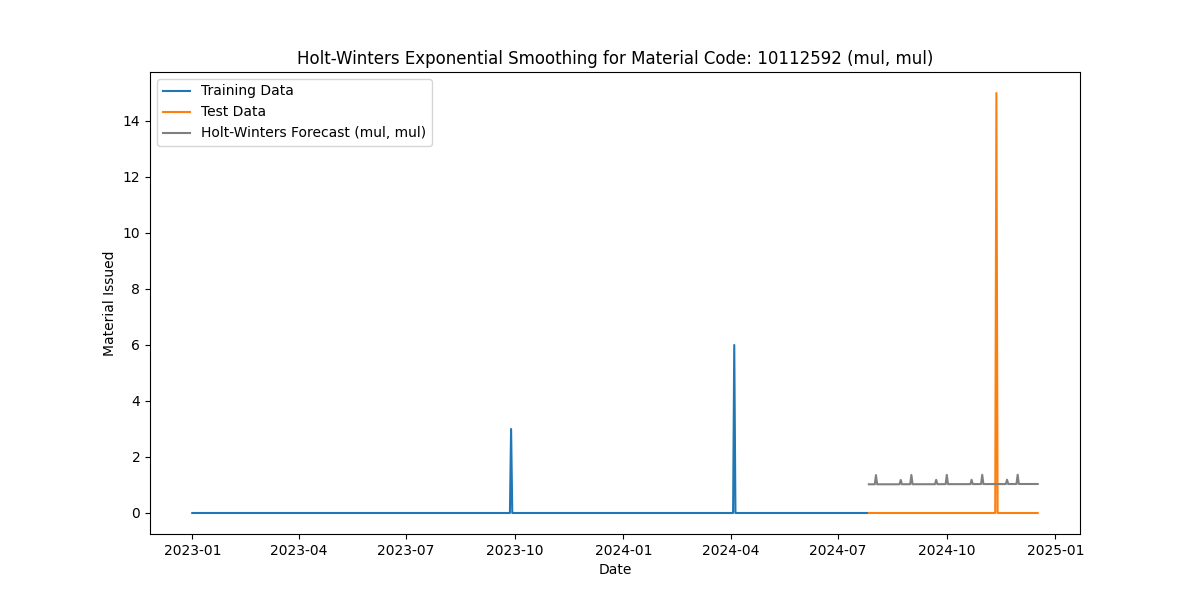 Holt-Winters Exponential Smoothing for Material Code: 10112592 (mul, mul)
Training Data
Test Data
Holt-Winters Forecast (mul, mul)
Material Issued
14
12
10
8
6
4
2
0
2023-01 2023-04 2023-07 2023-10 2024-01 2024-04 2024-07 2024-10 2025-01
Date